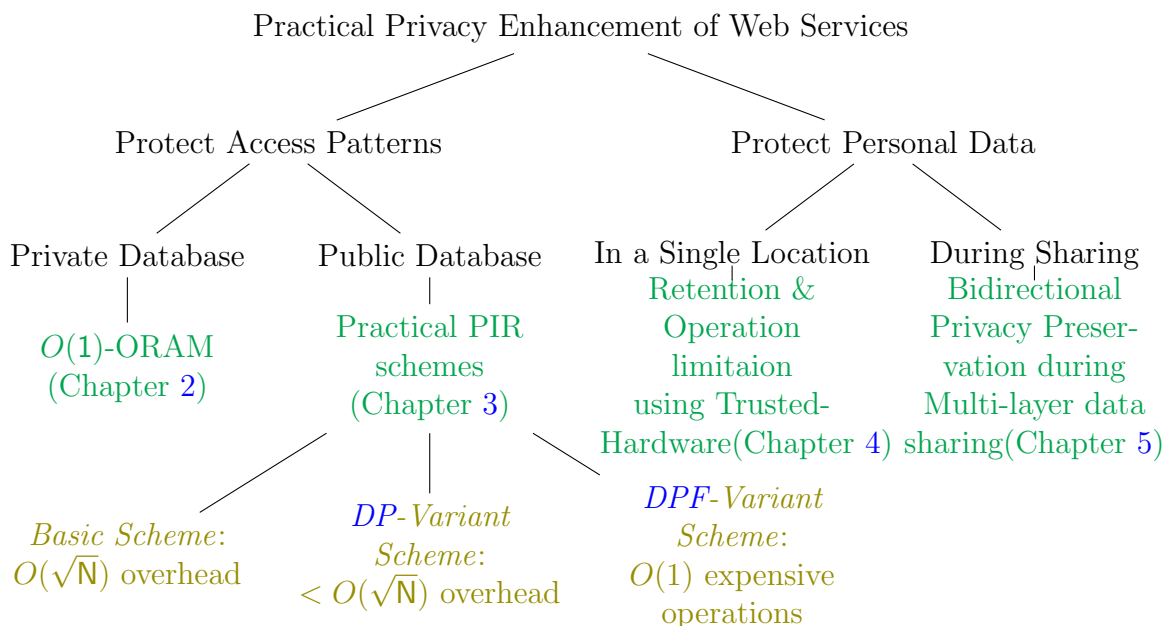 Practical Privacy Enhancement of Web Services
Protect Access Patterns
Protect Personal Data
Private Database
Public Database
In a Single Location
During Sharing
O(1)-ORAM
(Chapter 2)
Practical PIR
schemes
(Chapter 3)
Retention &
Operation
limitaion
using Trusted-
Hardware(Chapter 4)
Bidirectional
Privacy Preser-
vation during
Multi-layer data
sharing(Chapter 5)
Basic Scheme:
O(√N) overhead
DP-Variant
Scheme:
< O(√N) overhead
DPF-Variant
Scheme:
O(1) expensive
operations